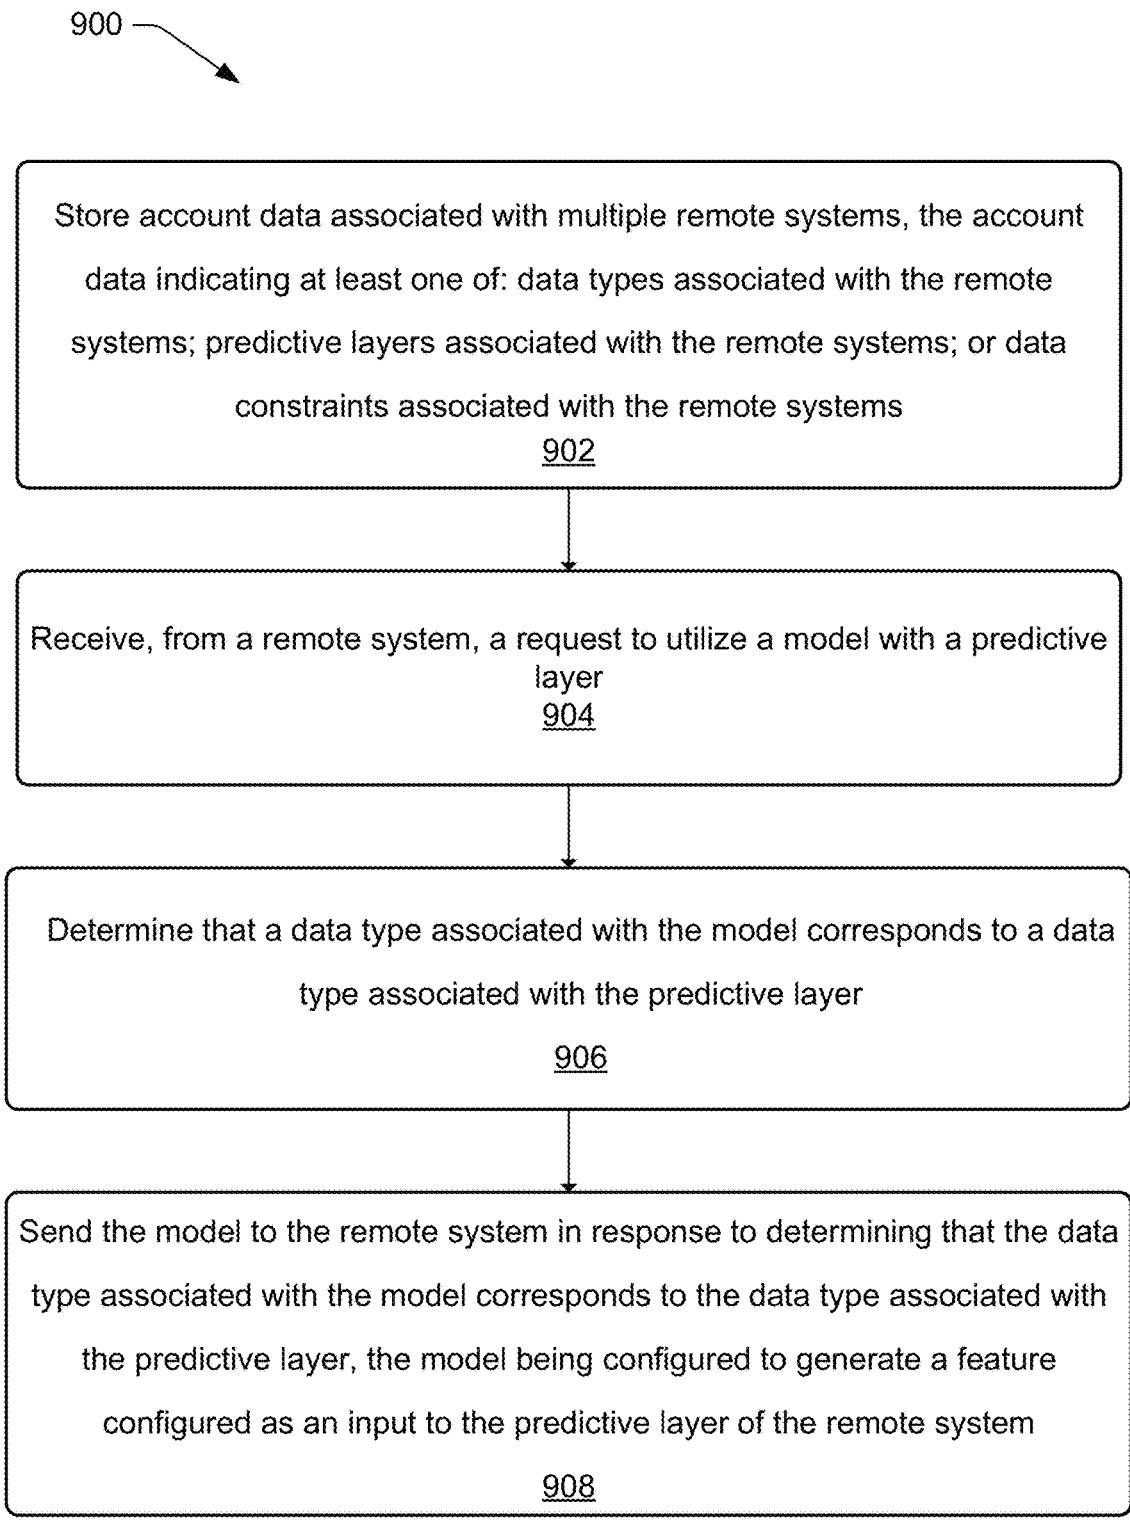 900
Store account data associated with multiple remote systems, the account
data indicating at least one of: data types associated with the remote
systems; predictive layers associated with the remote systems; or data
constraints associated with the remote systems
902
Receive, from a remote system, a request to utilize a model with a predictive
layer
904
Determine that a data type associated with the model corresponds to a data
type associated with the predictive layer
906
Send the model to the remote system in response to determining that the data
type associated with the model corresponds to the data type associated with
the predictive layer, the model being configured to generate a feature
configured as an input to the predictive layer of the remote system
908